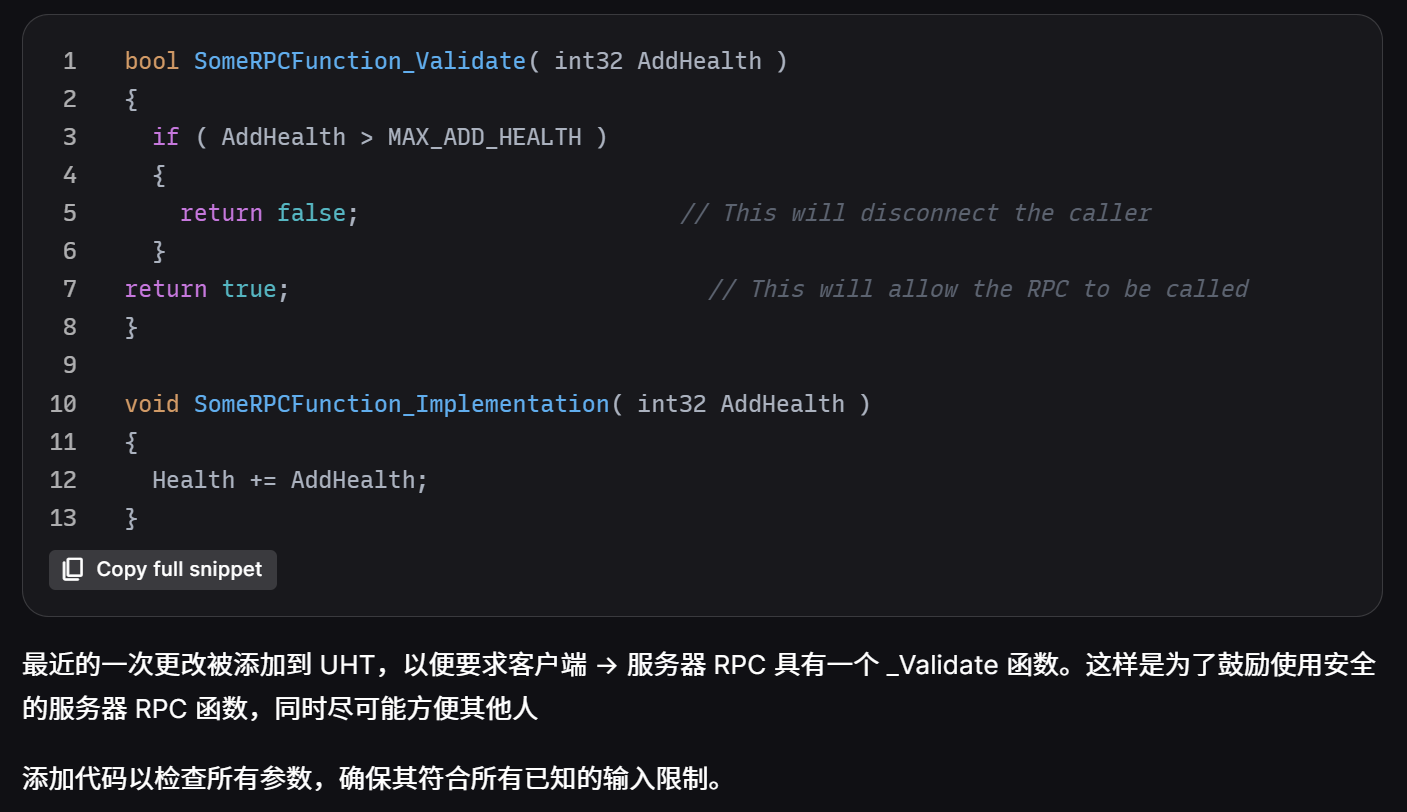 1 bool SomeRPCFunction_Validate( int32 AddHealth )
2 {
3 if ( AddHealth > MAX_ADD_HEALTH )
4 {
5 return false; // This will disconnect the caller
6 }
7 return true; // This will allow the RPC to be called
8 }
9
10 void SomeRPCFunction_Implementation( int32 AddHealth )
11 {
12 Health += AddHealth;
13 }
Copy full snippet
最近的一次更改被添加到 UHT，以便要求客户端 → 服务器 RPC 具有一个 _Validate 函数。这样是为了鼓励使用安全
的服务器 RPC 函数，同时尽可能方便其他人
添加代码以检查所有参数，确保其符合所有已知的输入限制。